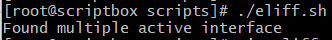 [root@scriptbox scripts]# ./eliff.sh
Found multiple active interface